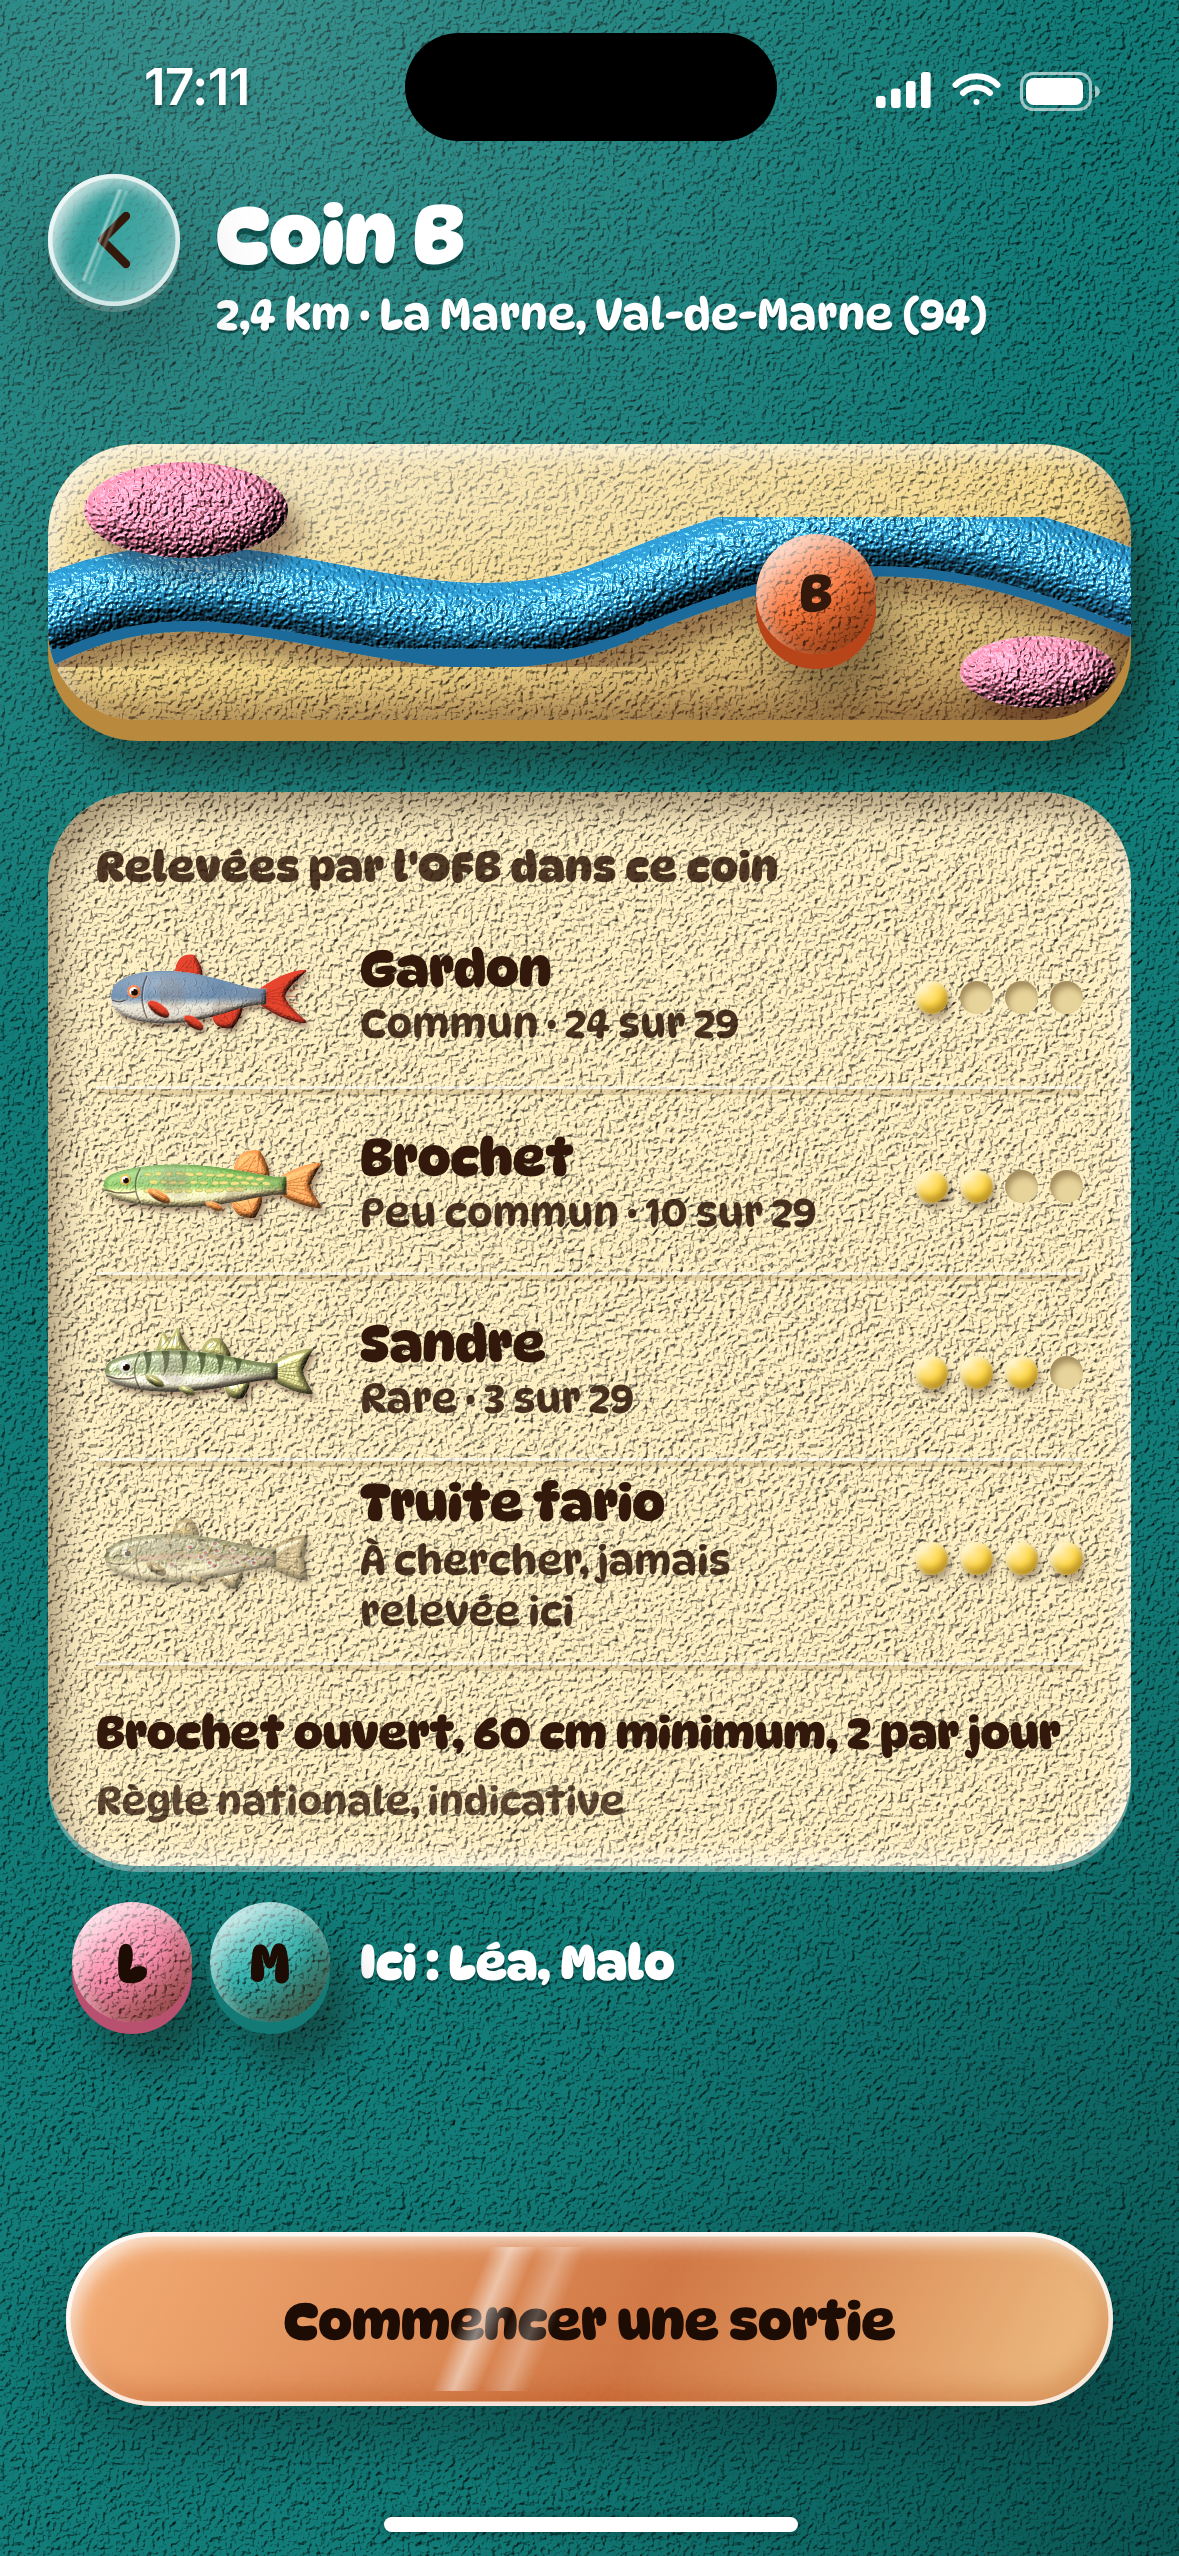 17:11
Coin B
2,4 km · La Marne, Val-de-Marne (94)
B
Relevées par l'OFB dans ce coin
Gardon
Commun · 24 sur 29
Brochet
Peu commun · 10 sur 29
Sandre
Rare · 3 sur 29
Truite fario
À chercher, jamais
relevée ici
Brochet ouvert, 60 cm minimum, 2 par jour
Règle nationale, indicative
L M Ici : Léa, Malo
Commencer une sortie